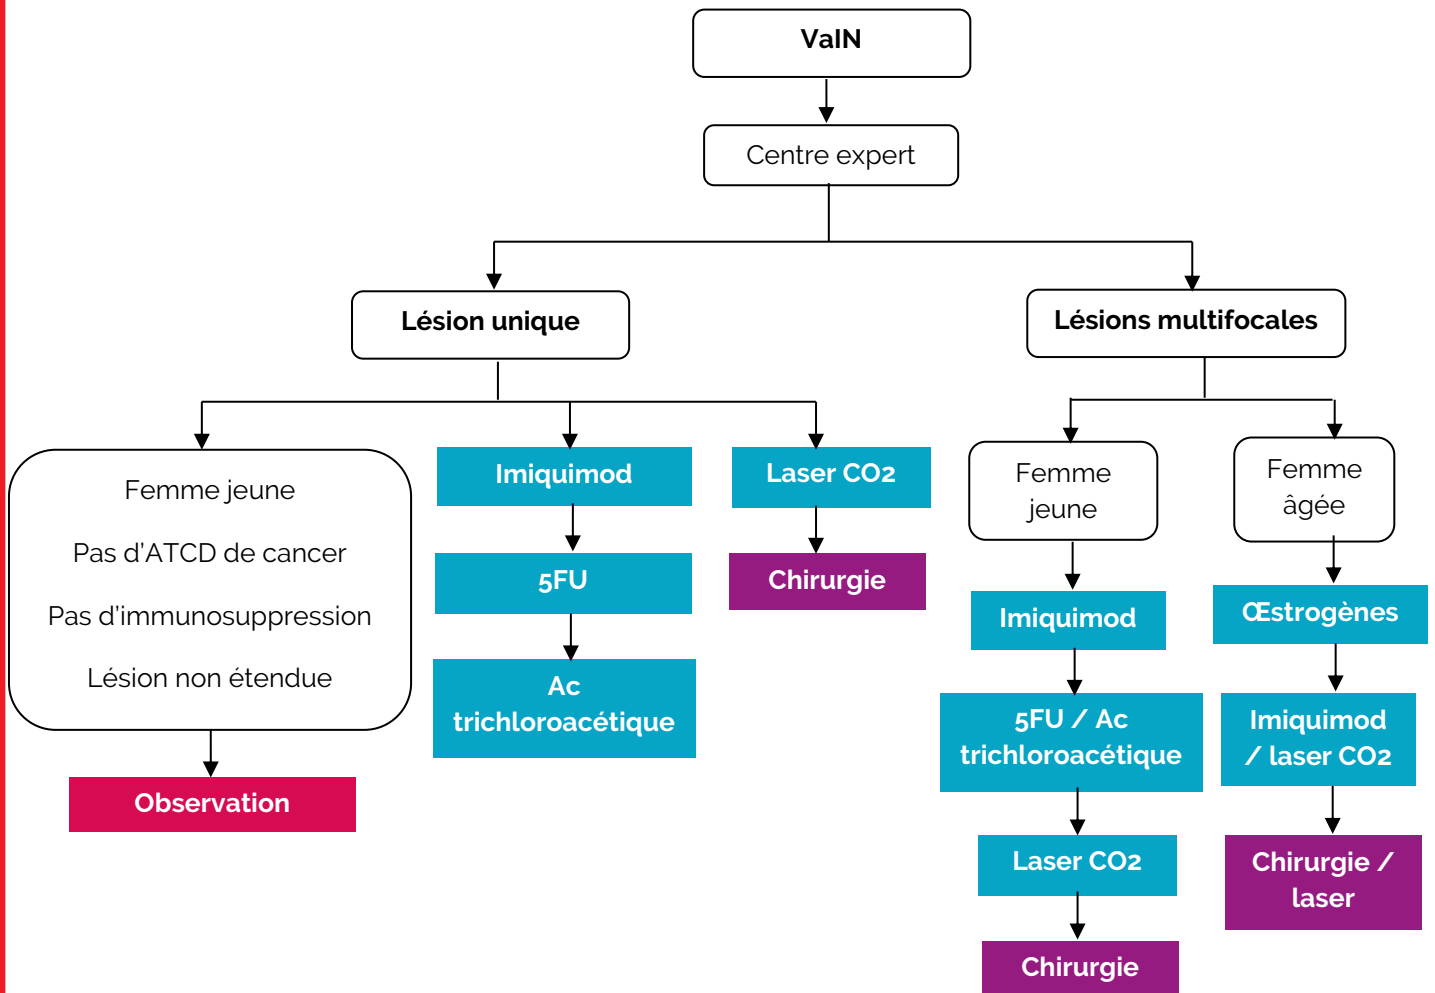 VaIN
Centre expert
Lésion unique
Lésions multifocales
Femme jeune
Pas d'ATCD de cancer
Pas d'immunosuppression
Lésion non étendue
Observation
Imiquimod
5FU
Ac
trichloroacétique
Laser CO2
Chirurgie
Femme
jeune
Imiquimod
5FU / Ac
trichloroacétique
Laser CO2
Chirurgie
Femme
âgée
Œstrogènes
Imiquimod
/ laser CO2
Chirurgie /
laser